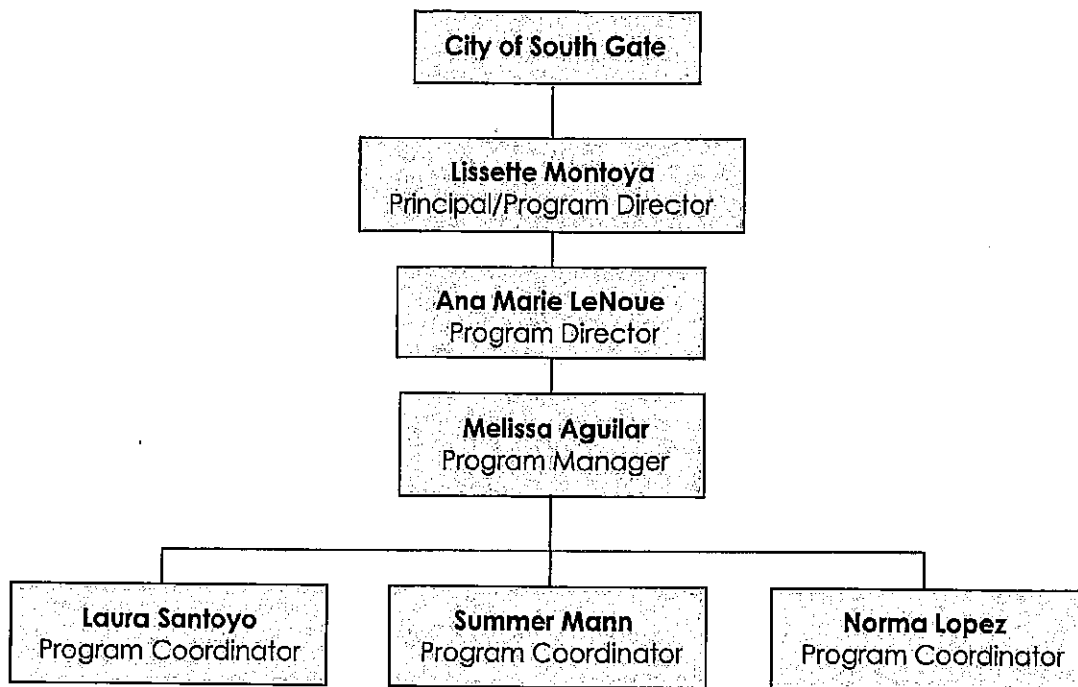 City of South Gate
Lissette Montoya
Principal/Program Director
Ana Marie LeNoue
Program Director
Melissa Aguilar
Program Manager
Laura Santoyo
Program Coordinator
Summer Mann
Program Coordinator
Norma Lopez
Program Coordinator